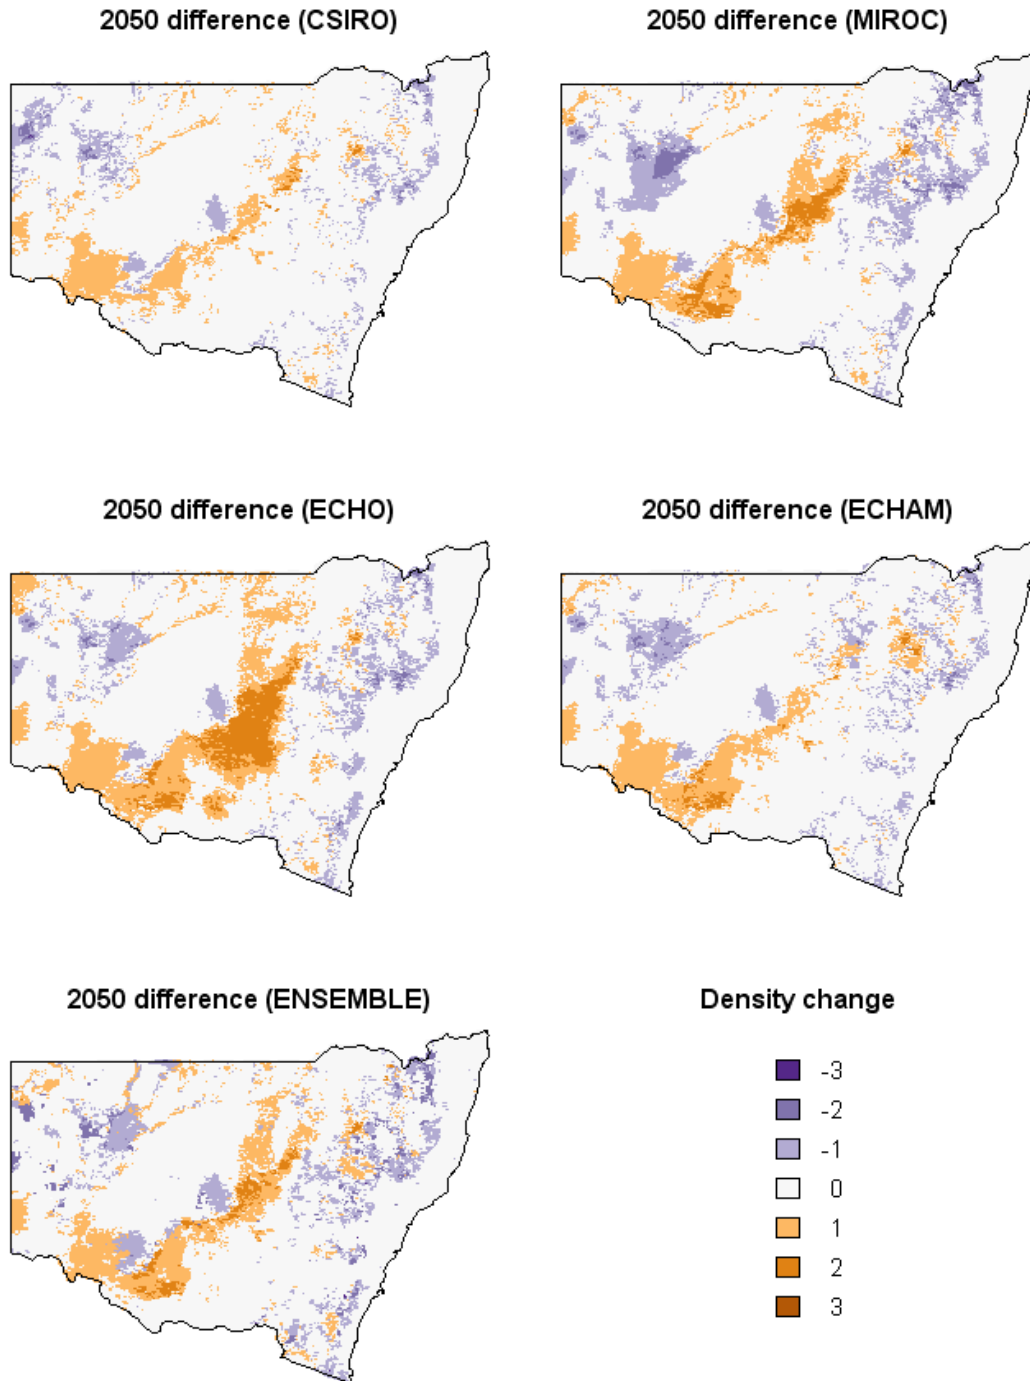 2050 difference (CSIRO)
2050 difference (MIROC)
2050 difference (ECHO)
2050 difference (ECHAM)
2050 difference (ENSEMBLE)
Density change
-3
-2
-1
0
1
2
3